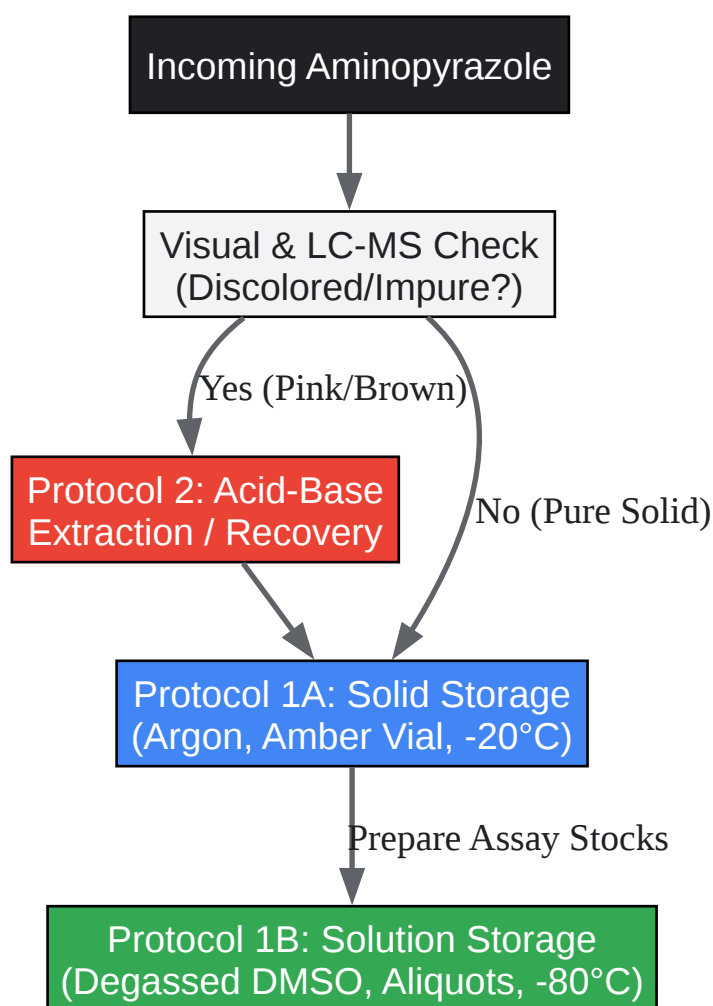 Incoming Aminopyrazole
Visual & LC-MS Check
(Discolored/Impure?)
Yes (Pink/Brown)
Protocol 2: Acid-Base
Extraction / Recovery
No (Pure Solid)
Protocol 1A: Solid Storage
(Argon, Amber Vial, -20°C)
Prepare Assay Stocks
Protocol 1B: Solution Storage
(Degassed DMSO, Aliquots, -80°C)